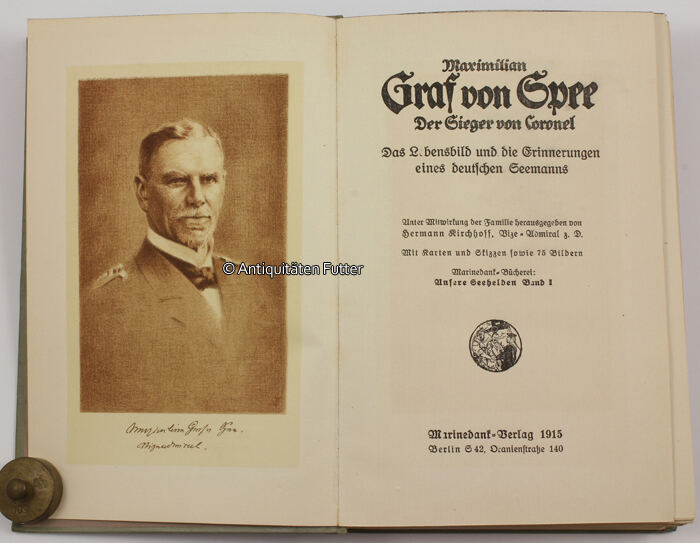 © Antiquitäten Futter
Vizeadmiral.
Maximilian
Graf von Spee
Der Sieger von Coronel
Das L bensbild und die Erinnerungen
eines deutschen Seemanns
Unter Mitwirkung der Familie herausgegeben von
Hermann Kirchhoff, Vize-Admiral z. D.
Mit Karten und Skizzen sowie 75 Bildern
Marinedank-Bücherei:
Unsere Seehelden Band I
Marinedank-Verlag 1915
Berlin S 42, Oranienstraße 140